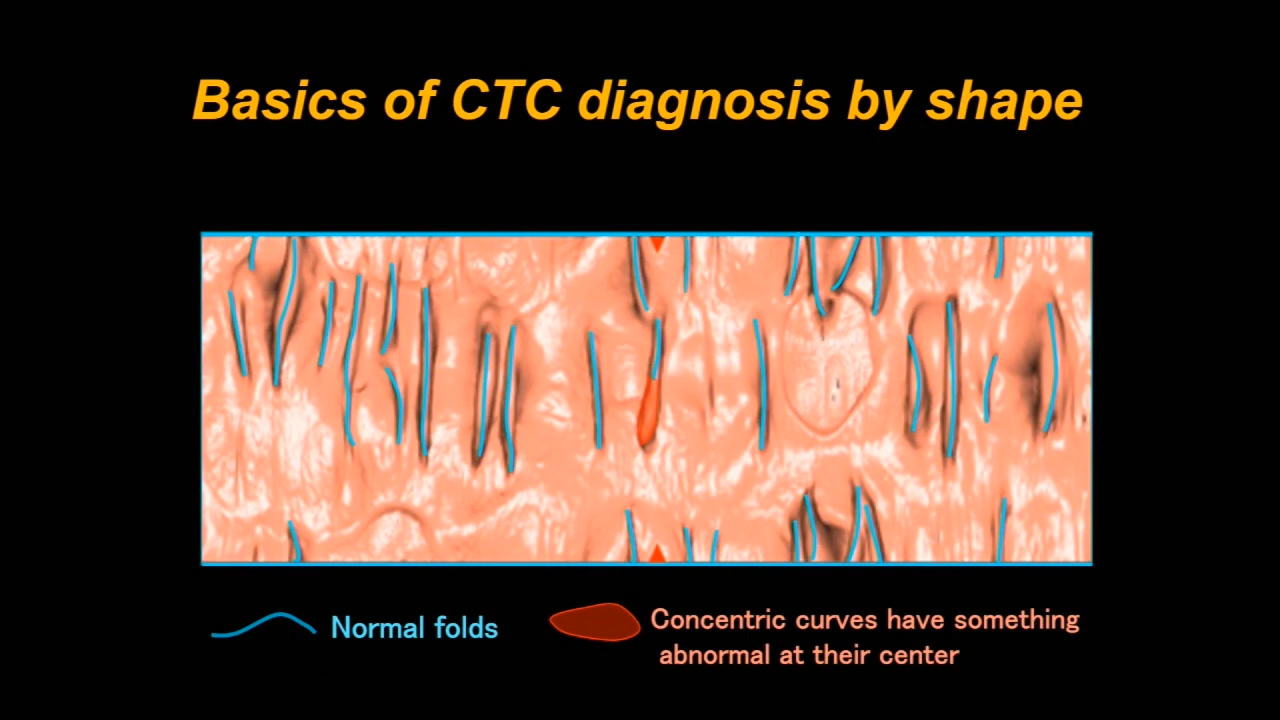 Basics of CTC diagnosis by shape
Normal folds
Concentric curves have something
abnormal at their center